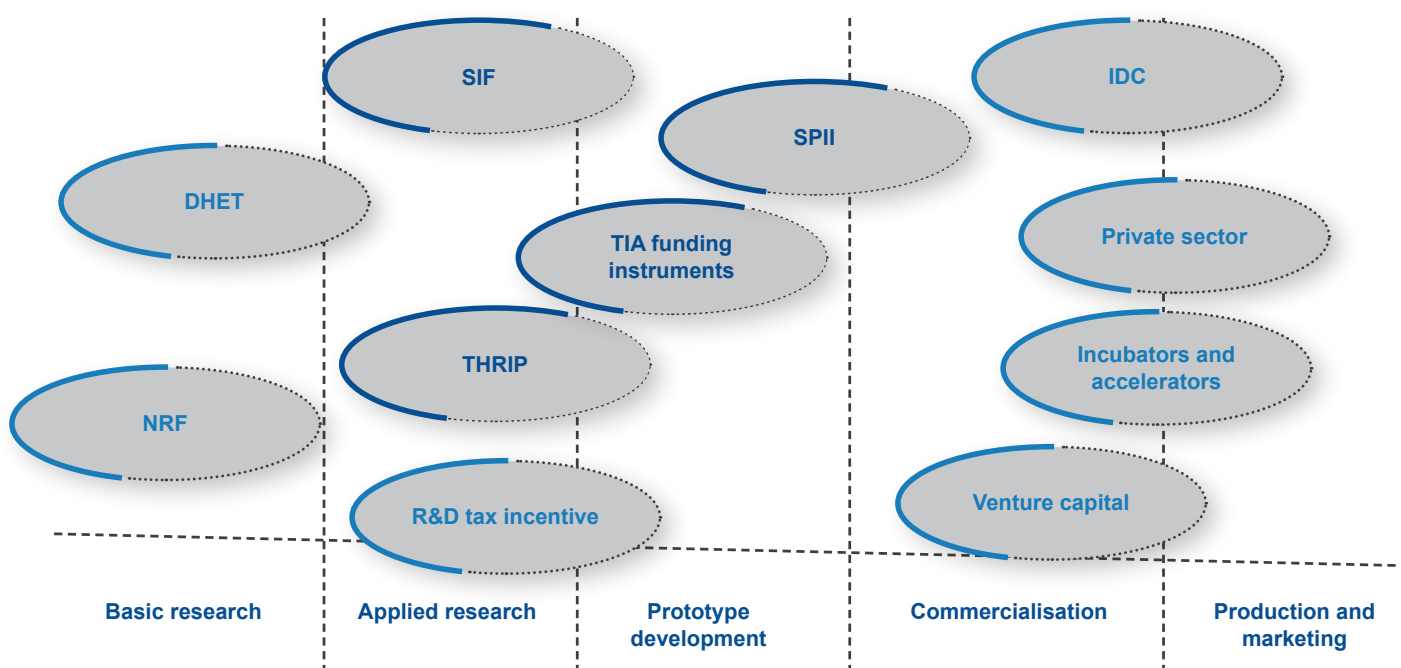 SIF
IDC
SPII
DHET
Private sector
TIA funding
instruments
THRIP
Incubators and
accelerators
NRF
R&D tax incentive
Venture capital
Basic research
Applied research
Prototype
development
Commercialisation
Production and
marketing